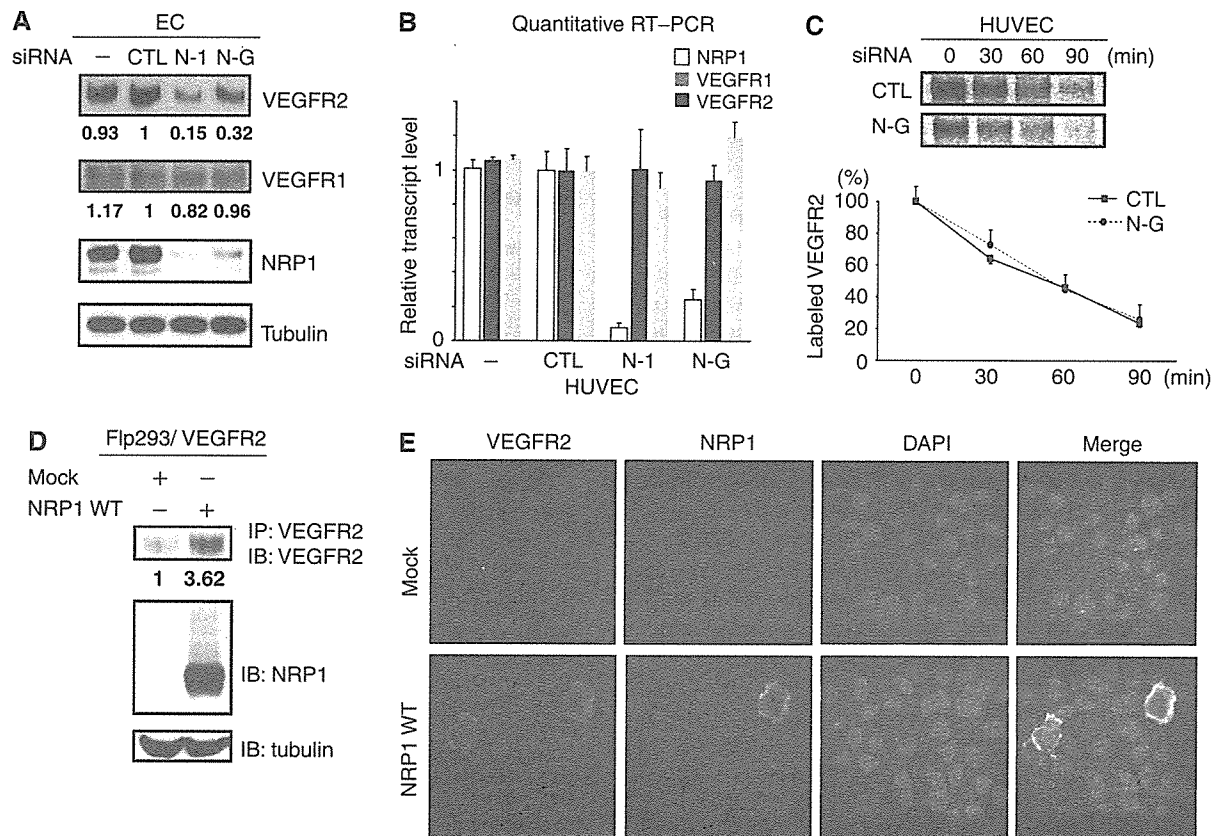 A
EC
siRNA – CTL N-1 N-G
VEGFR2
0.93 1 0.15 0.32
VEGFR1
1.17 1 0.82 0.96
NRP1
Tubulin
B
Quantitative RT–PCR
NRP1
VEGFR1
VEGFR2
Relative transcript level
1
0
siRNA – CTL N-1 N-G
HUVEC
C
HUVEC
siRNA 0 30 60 90 (min)
CTL
N-G
(%)
Labeled VEGFR2
100
80
60
40
20
0
CTL
N-G
0 30 60 90 (min)
D
Flp293/ VEGFR2
Mock + –
NRP1 WT – +
IP: VEGFR2
IB: VEGFR2
1 3.62
IB: NRP1
IB: tubulin
E
VEGFR2 NRP1 DAPI Merge
Mock
NRP1 WT